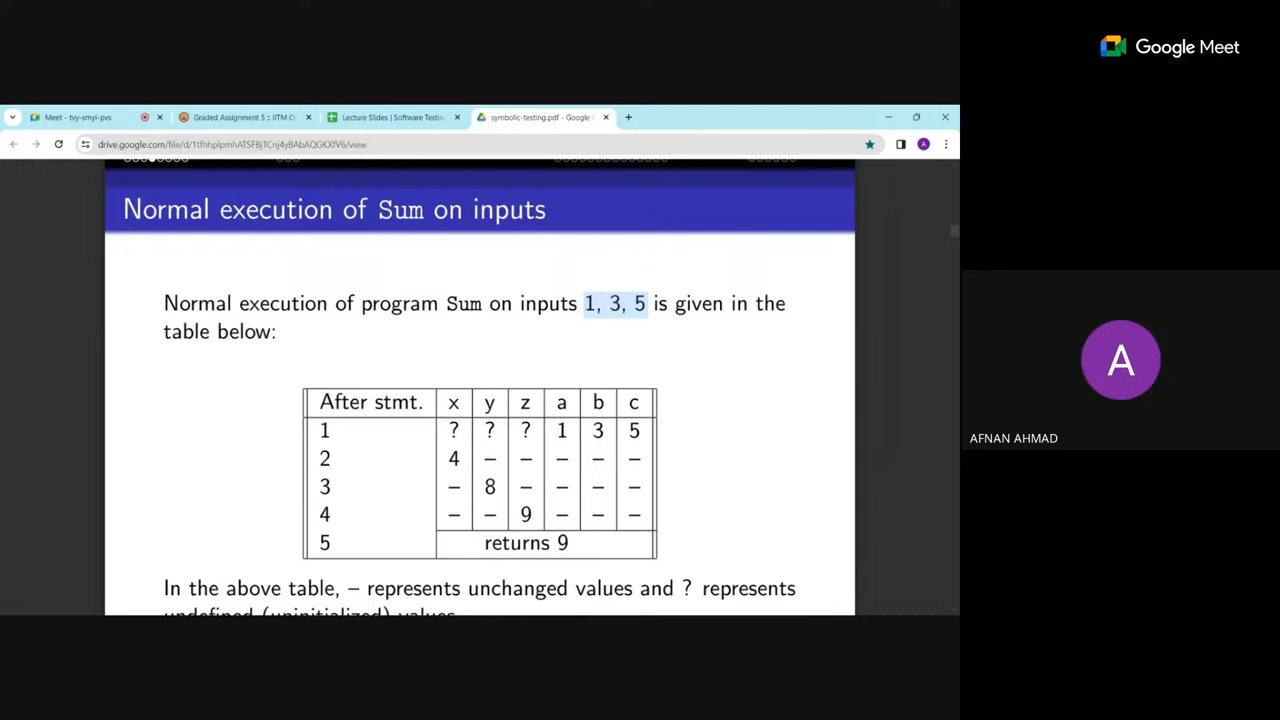 Google Meet
Meet - tvy-smyi-pvs
Graded Assignment 5 :: IITM O
Lecture Slides | Software Testin
symbolic-testing.pdf - Google
Normal execution of Sum on inputs
Normal execution of program Sum on inputs 1, 3, 5 is given in the
table below:
After stmt. x y z a b c
1 ? ? ? 1 3 5
2 4 – – – – –
3 – 8 – – – –
4 – – 9 – – –
5 returns 9
In the above table, – represents unchanged values and ? represents
undefined (uninitialized) values
A
AFNAN AHMAD